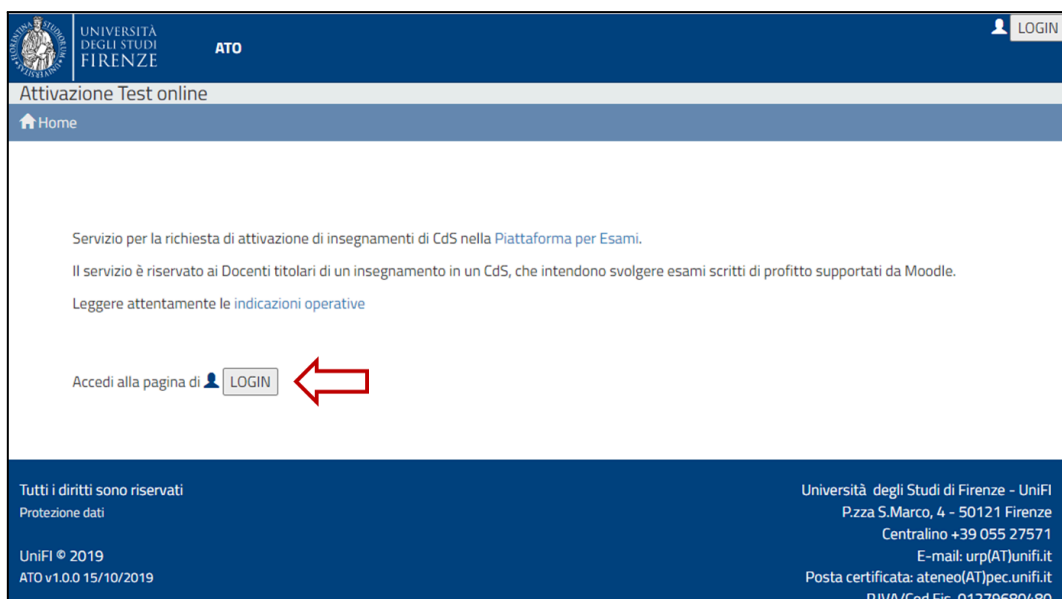 UNIVERSITÀ
DEGLI STUDI
FIRENZE
ATO
LOGIN
Attivazione Test online
Home
Servizio per la richiesta di attivazione di insegnamenti di CdS nella Piattaforma per Esami.
Il servizio è riservato ai Docenti titolari di un insegnamento in un CdS, che intendono svolgere esami scritti di profitto supportati da Moodle.
Leggere attentamente le indicazioni operative
Accedi alla pagina di LOGIN
Tutti i diritti sono riservati
Protezione dati
UniFI © 2019
ATO v1.0.0 15/10/2019
Università degli Studi di Firenze - UniFI
P.zza S.Marco, 4 - 50121 Firenze
Centralino +39 055 27571
E-mail: urp(AT)unifi.it
Posta certificata: ateneo(AT)pec.unifi.it
P.IVA/Cod.Fis. 01279680480